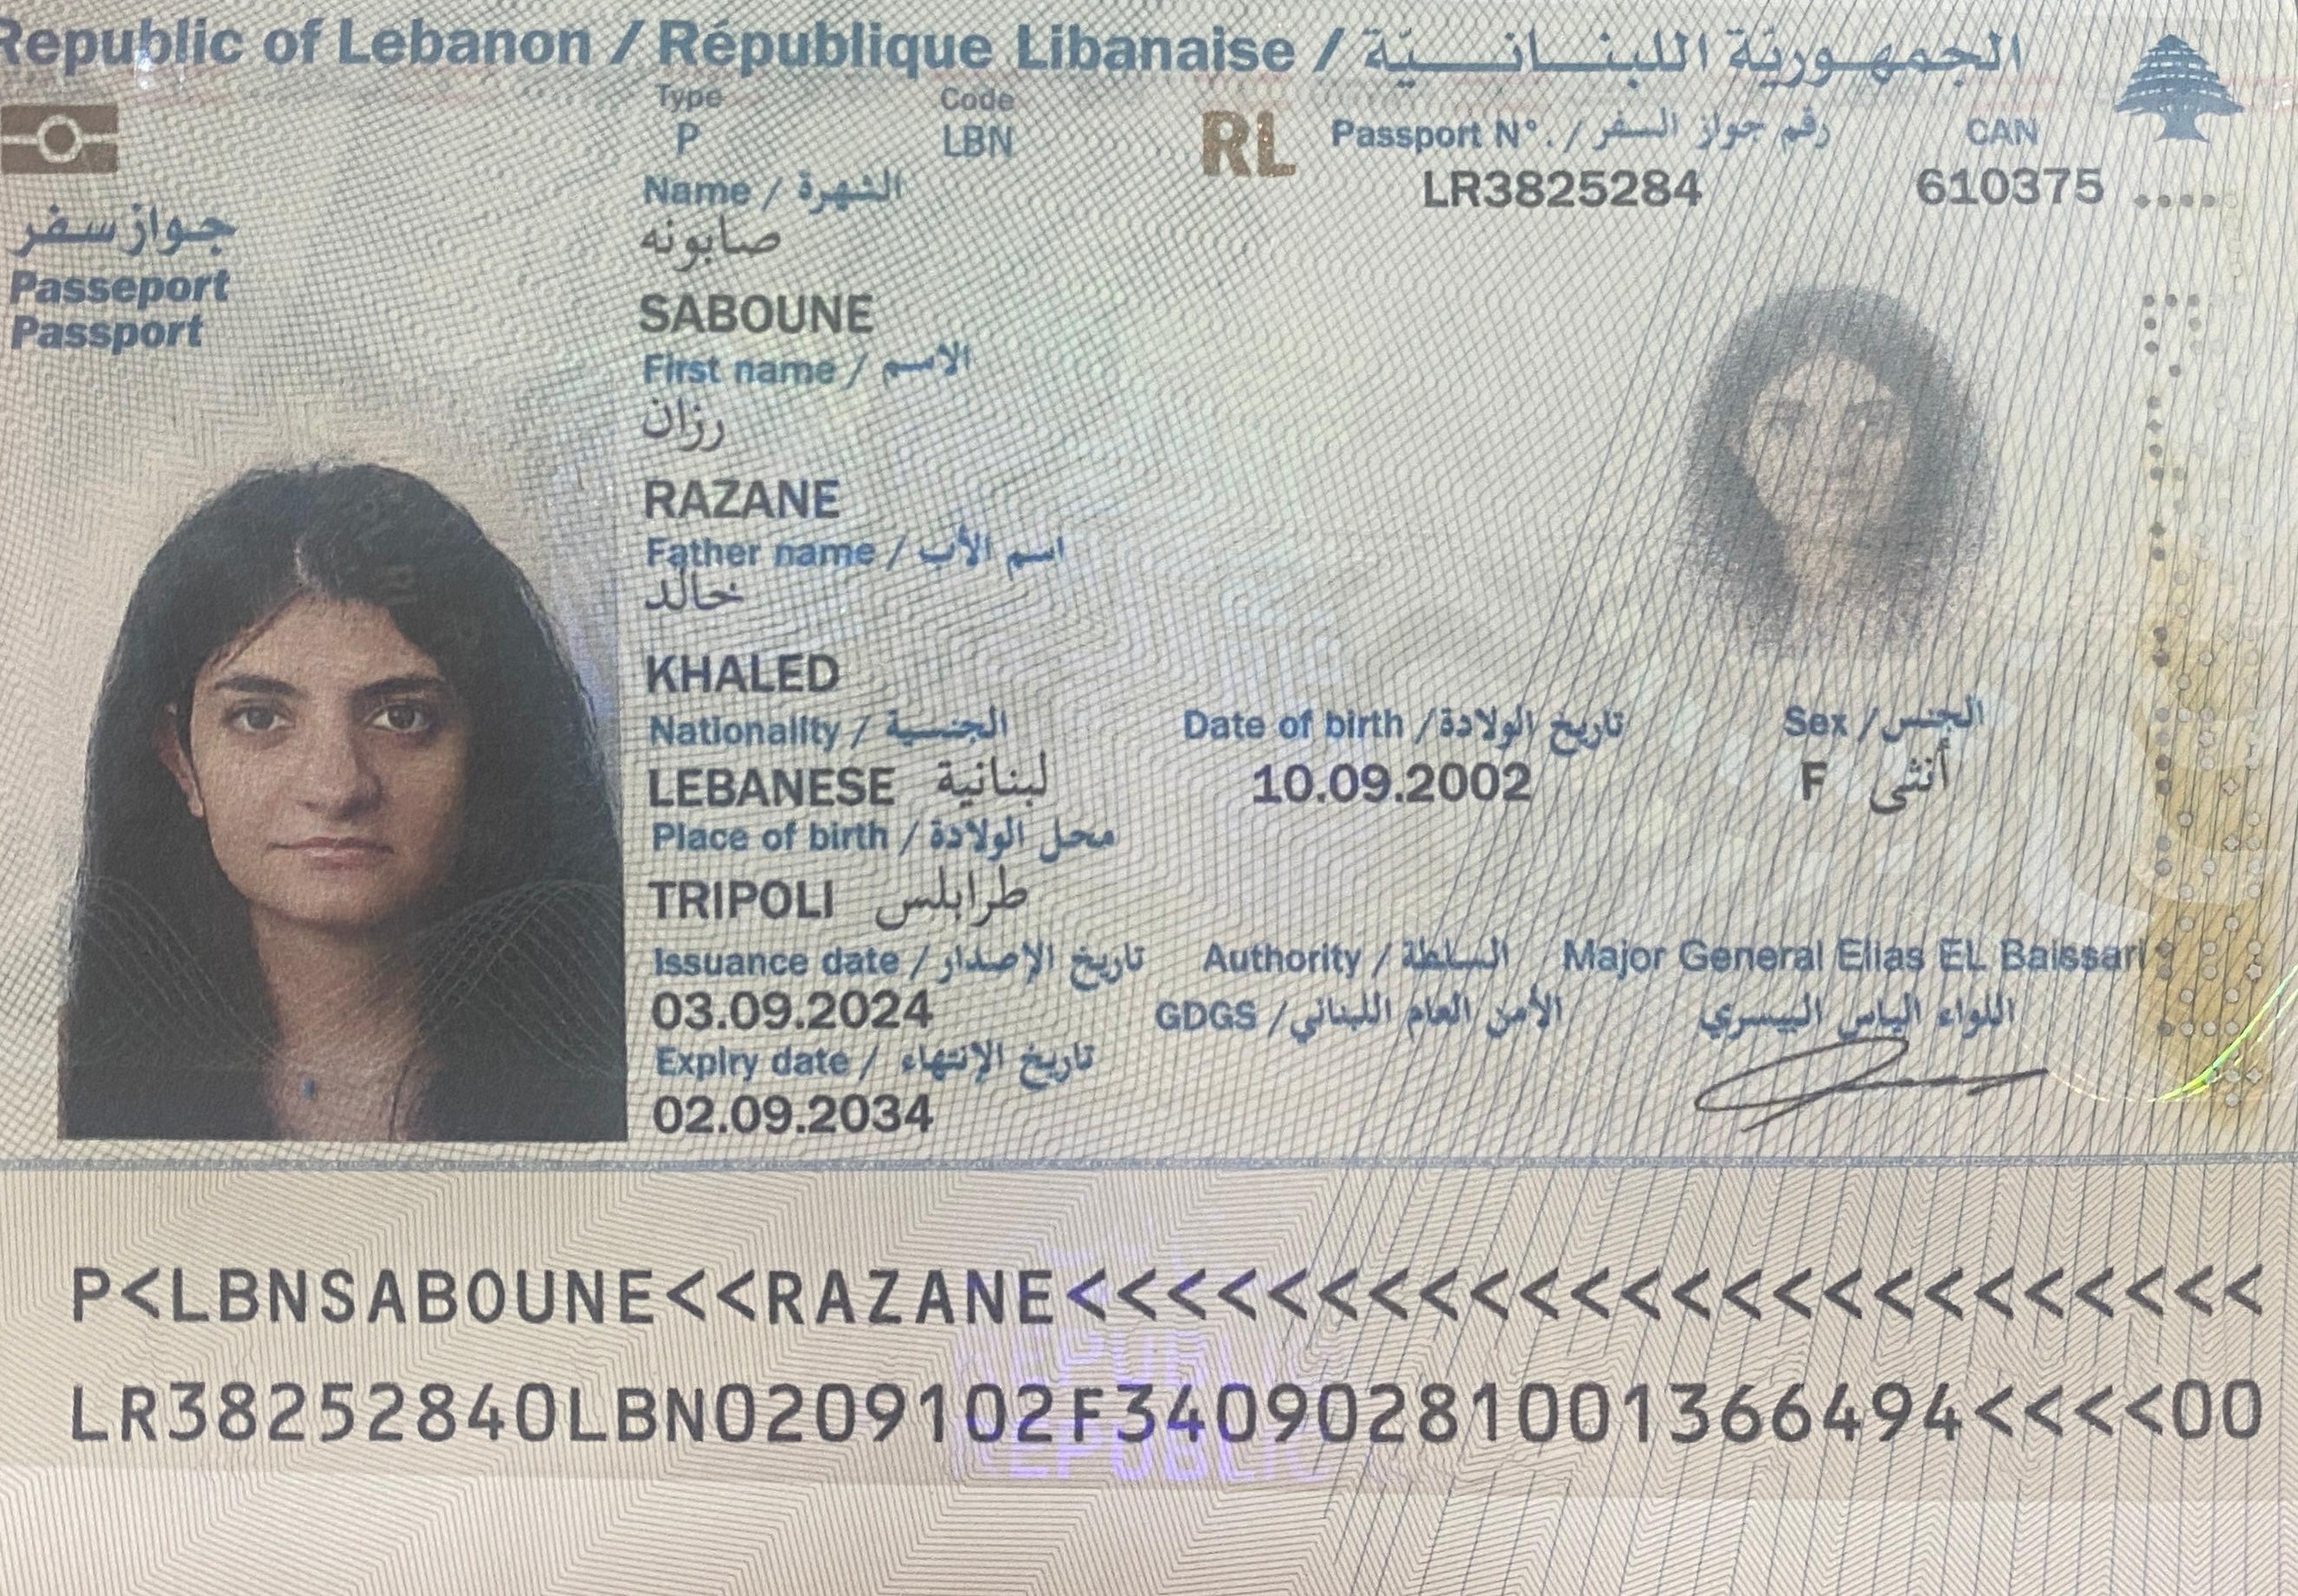 Republic of Lebanon / République Libanaise / الجمهورية اللبنانية
Type Code
P LBN RL
Passport N°. / رقم جواز السفر CAN
LR3825284 610375
جواز سفر
Passeport
Passport
Name / الشهرة
صابونه
SABOUNE
First name / الاسم
رزان
RAZANE
Father name / اسم الأب
خالد
KHALED
Nationality / الجنسية Date of birth / تاريخ الولادة Sex / الجنس
LEBANESE لبنانية 10.09.2002 F أنثى
Place of birth / محل الولادة
TRIPOLI طرابلس
Issuance date / تاريخ الإصدار Authority / السلطة Major General Elias EL Baissari
03.09.2024 GDGS / الأمن العام اللبناني اللواء الياس البيسري
Expiry date / تاريخ الإنتهاء
02.09.2034
P<LBNSABOUNE<<RAZANE<<<<<<<<<<<<<<<<<<<<<<<<
LR38252840LBN0209102F34090281001366494<<<<00